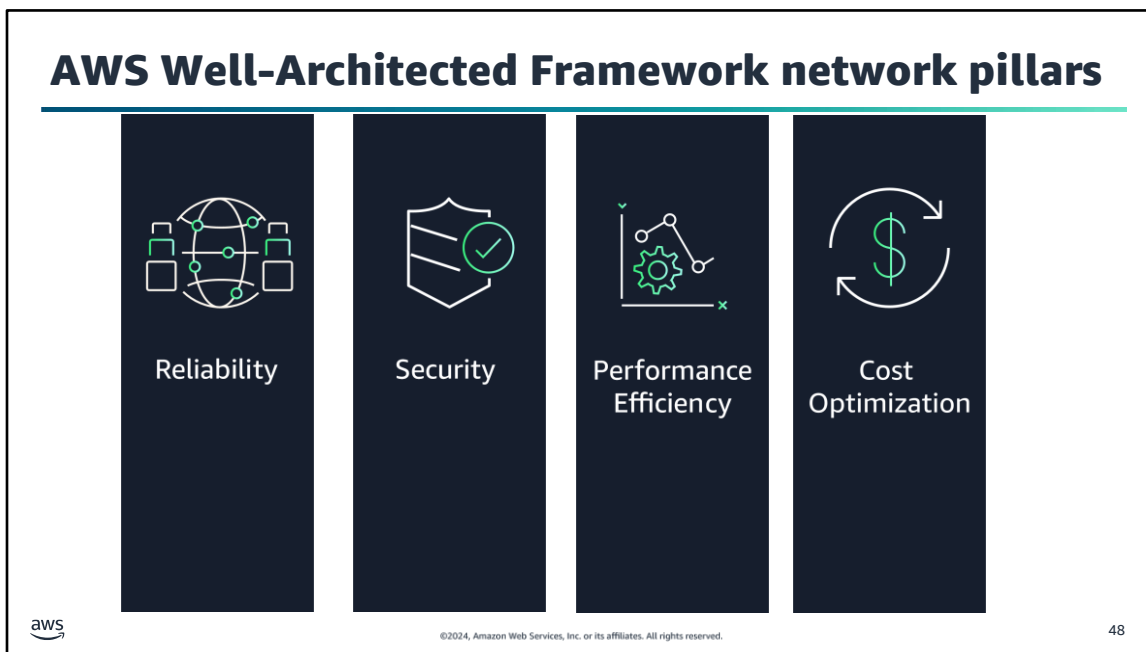 AWS Well-Architected Framework network pillars
$
Reliability
Security
Performance
Efficiency
Cost
Optimization
aws
©2024, Amazon Web Services, Inc. or its affiliates. All rights reserved.
48